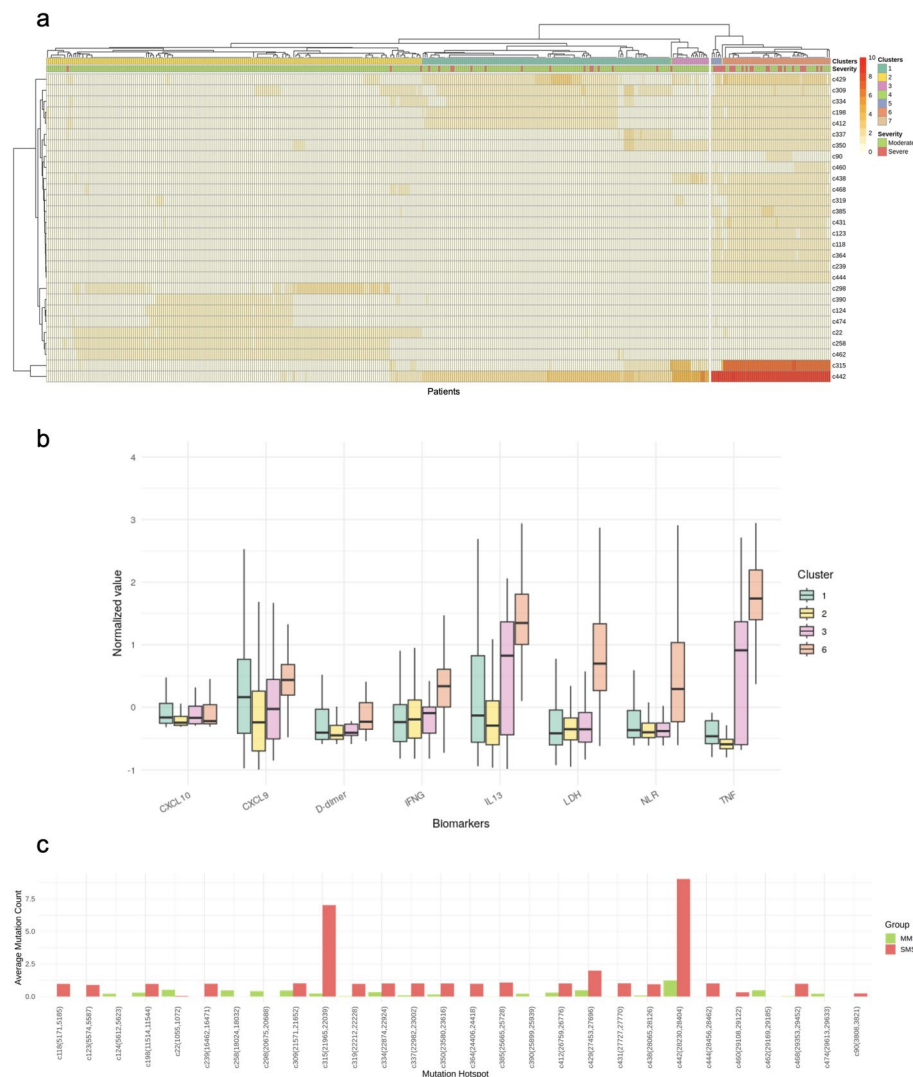 a
Clusters
Severity
c429
c309
c334
c198
c412
c337
c350
c90
c460
c438
c468
c319
c385
c431
c123
c118
c364
c239
c444
c298
c390
c124
c474
c22
c258
c462
c315
c442
Patients
10
8
6
4
2
0
Clusters
1
2
3
4
5
6
7
Severity
Moderate
Severe
b
Normalized value
4
3
2
1
0
-1
CXCL10
CXCL9
D-dimer
IFNG
IL13
LDH
NLR
TNF
Biomarkers
Cluster
1
2
3
6
c
Average Mutation Count
7.5
5.0
2.5
0.0
c118(5171,5185)
c123(5574,5587)
c124(5612,5623)
c198(11514,11544)
c22(1055,1072)
c239(16462,16471)
c258(18024,18032)
c298(20675,20688)
c309(21571,21652)
c315(21965,22039)
c319(22212,22228)
c334(22874,22924)
c337(22982,23002)
c350(23580,23616)
c364(24406,24418)
c385(25665,25728)
c390(25899,25939)
c412(26759,26776)
c429(27453,27696)
c431(27727,27770)
c438(28065,28126)
c442(28230,28404)
c444(28456,28462)
c460(29108,29122)
c462(29169,29185)
c468(29353,29452)
c474(29613,29633)
c90(3808,3821)
Mutation Hotspot
Group
MM
SMS